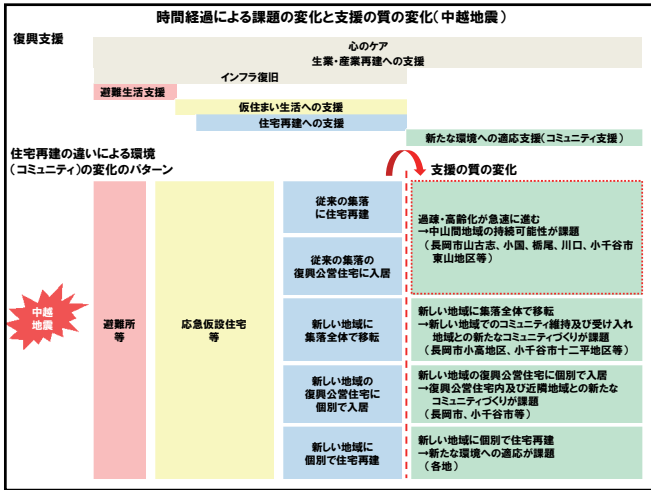 時間経過による課題の変化と支援の質の変化（中越地震）
復興支援
心のケア
生業・産業再建への支援
インフラ復旧
避難生活支援
仮住まい生活への支援
住宅再建への支援
新たな環境への適応支援（コミュニティ支援）
住宅再建の違いによる環境
（コミュニティ）の変化のパターン
支援の質の変化
中越
地震
避難所
等
応急仮設住宅
等
従来の集落
に住宅再建
従来の集落の
復興公営住宅に入居
過疎・高齢化が急速に進む
→中山間地域の持続可能性が課題
（長岡市山古志、小国、栃尾、川口、小千谷市
東山地区等）
新しい地域に
集落全体で移転
新しい地域に集落全体で移転
→新しい地域でのコミュニティ維持及び受け入れ
地域との新たなコミュニティづくりが課題
（長岡市小高地区、小千谷市十二平地区等）
新しい地域の
復興公営住宅に
個別で入居
新しい地域の復興公営住宅に個別で入居
→復興公営住宅内及び近隣地域との新たな
コミュニティづくりが課題
（長岡市、小千谷市等）
新しい地域に
個別で住宅再建
新しい地域に個別で住宅再建
→新たな環境への適応が課題
（各地）